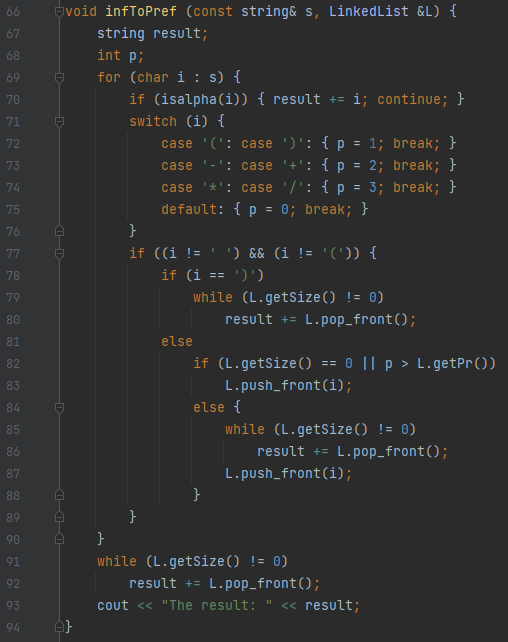 66 void infToPref (const string& s, LinkedList &L) {
67     string result;
68     int p;
69     for (char i : s) {
70         if (isalpha(i)) { result += i; continue; }
71         switch (i) {
72             case '(': case ')': { p = 1; break; }
73             case '-': case '+': { p = 2; break; }
74             case '*': case '/': { p = 3; break; }
75             default: { p = 0; break; }
76         }
77         if ((i != ' ') && (i != '(')) {
78             if (i == ')')
79                 while (L.getSize() != 0)
80                     result += L.pop_front();
81             else
82                 if (L.getSize() == 0 || p > L.getPr())
83                     L.push_front(i);
84                 else {
85                     while (L.getSize() != 0)
86                         result += L.pop_front();
87                     L.push_front(i);
88                 }
89         }
90     }
91     while (L.getSize() != 0)
92         result += L.pop_front();
93     cout << "The result: " << result;
94 }